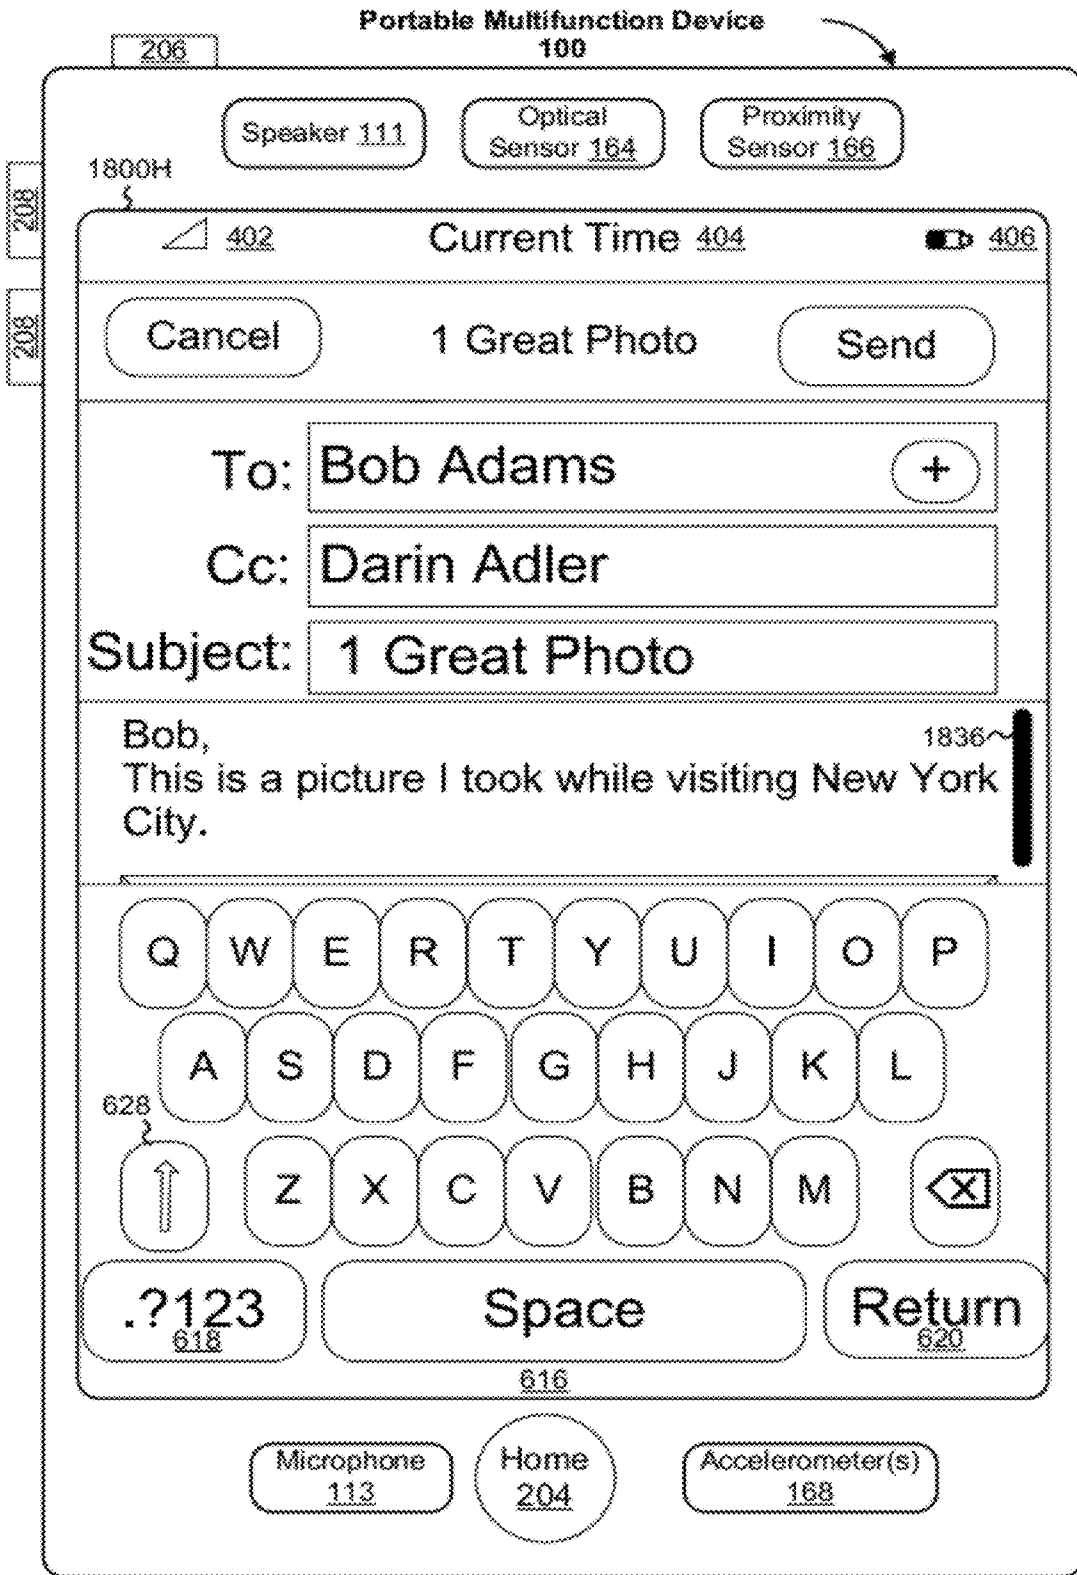 Portable Multifunction Device
100
206
Speaker 111
Optical
Sensor 164
Proximity
Sensor 166
1800H
208
208
402
Current Time 404
406
Cancel
1 Great Photo
Send
To: Bob Adams +
Cc: Darin Adler
Subject: 1 Great Photo
Bob,
1836
This is a picture I took while visiting New York
City.
Q W E R T Y U I O P
A S D F G H J K L
628
Z X C V B N M
.?123
618
Space
Return
620
616
Microphone
113
Home
204
Accelerometer(s)
168